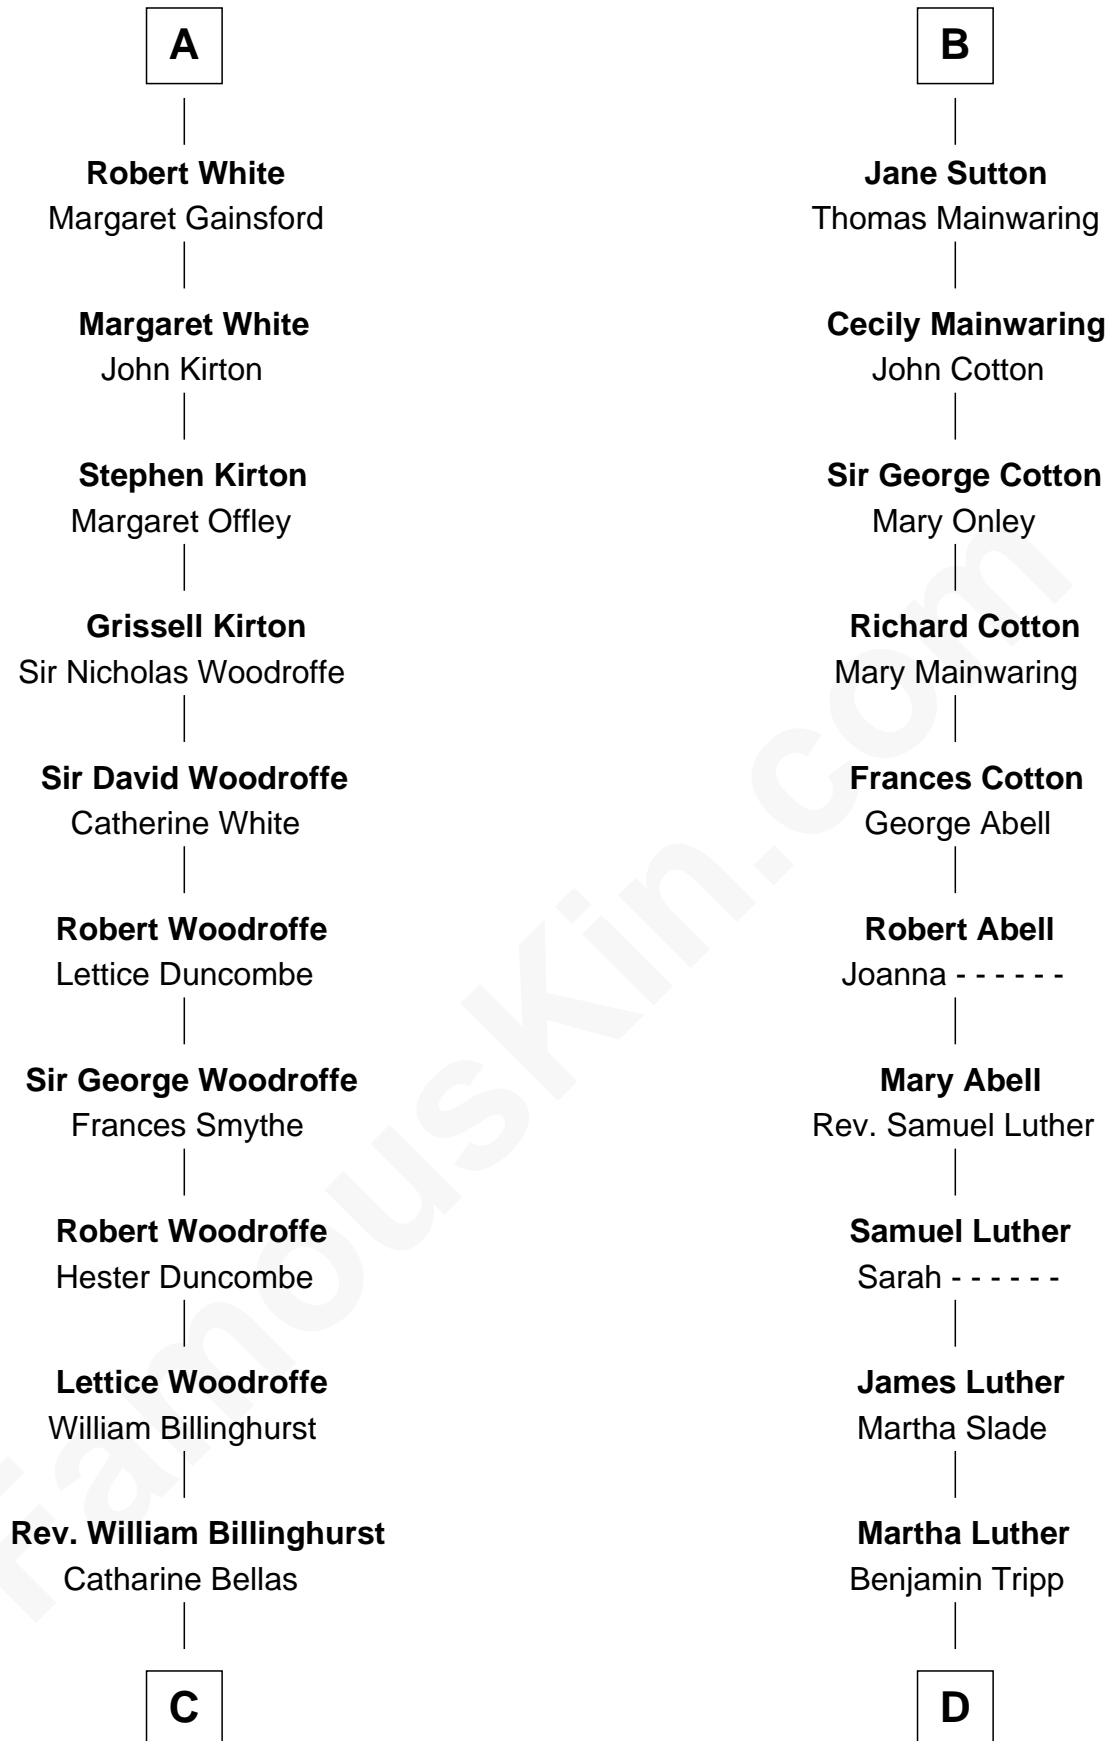 A
Robert White
Margaret Gainsford
Margaret White
John Kirton
Stephen Kirton
Margaret Offley
Grissell Kirton
Sir Nicholas Woodroffe
Sir David Woodroffe
Catherine White
Robert Woodroffe
Lettice Duncombe
Sir George Woodroffe
Frances Smythe
Robert Woodroffe
Hester Duncombe
Lettice Woodroffe
William Billinghurst
Rev. William Billinghurst
Catharine Bellas
C
B
Jane Sutton
Thomas Mainwaring
Cecily Mainwaring
John Cotton
Sir George Cotton
Mary Onley
Richard Cotton
Mary Mainwaring
Frances Cotton
George Abell
Robert Abell
Joanna - - - - - -
Mary Abell
Rev. Samuel Luther
Samuel Luther
Sarah - - - - - -
James Luther
Martha Slade
Martha Luther
Benjamin Tripp
D
FamousKin.com